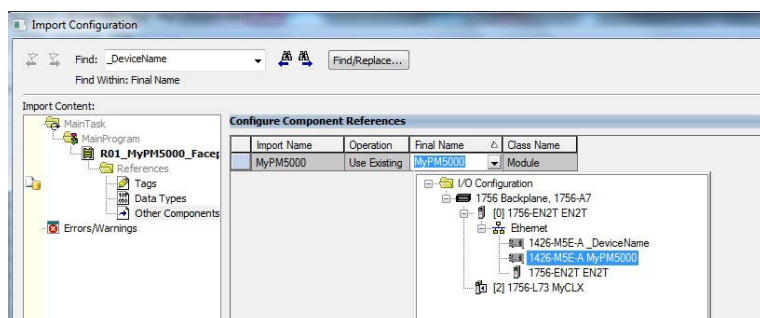 Import Configuration
Find: _DeviceName Find/Replace...
Find Within: Final Name
Import Content:
MainTask
MainProgram
R01_MyPM5000_Facep
References
Tags
Data Types
Other Components
Errors/Warnings
Configure Component References
Import Name Operation Final Name Class Name
MyPM5000 Use Existing MyPM5000 Module
I/O Configuration
1756 Backplane, 1756-A7
[0] 1756-EN2T EN2T
Ethernet
1426-M5E-A _DeviceName
1426-M5E-A MyPM5000
1756-EN2T EN2T
[2] 1756-L73 MyCLX